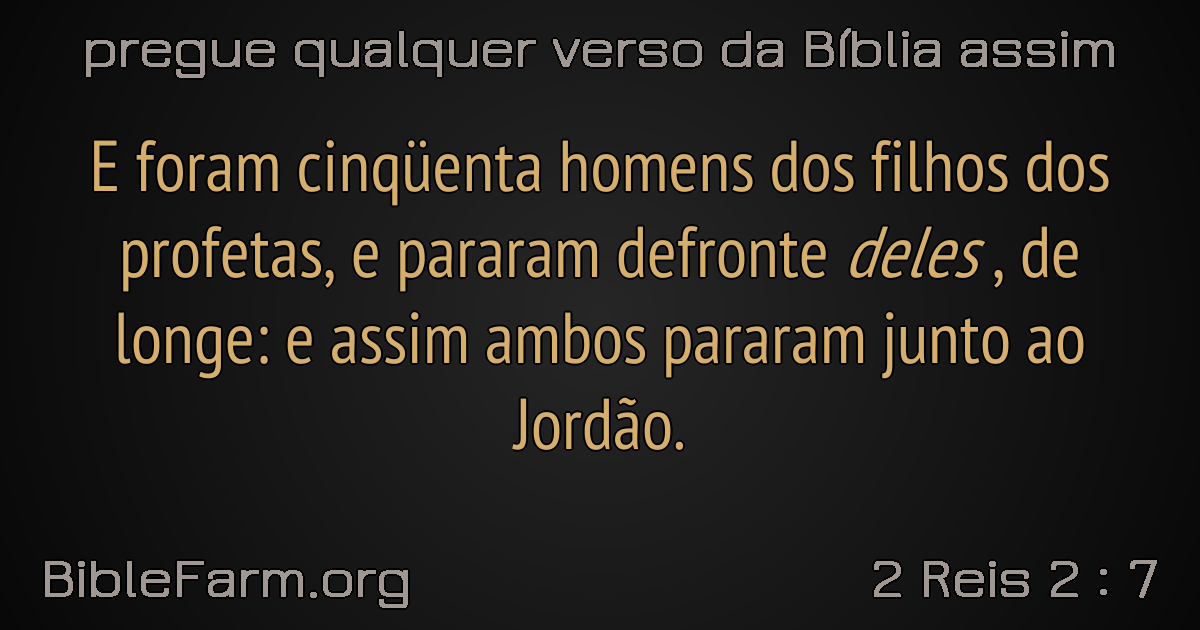 pregue qualquer verso da Bíblia assim
E foram cinqüenta homens dos filhos dos
profetas, e pararam defronte deles , de
longe: e assim ambos pararam junto ao
Jordão.
BibleFarm.org
2 Reis 2 : 7